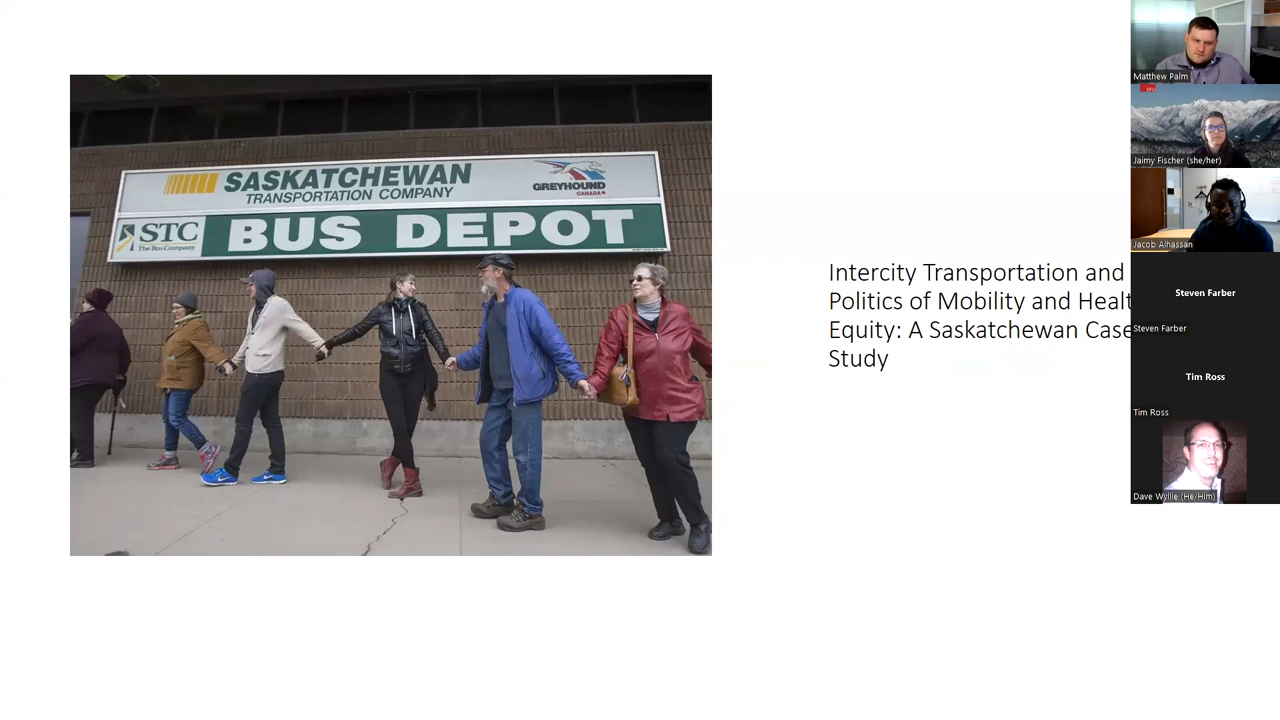 SASKATCHEWAN
TRANSPORTATION COMPANY
GREYHOUND
CANADA
STC
The Bus Company
BUS DEPOT
Intercity Transportation and
Politics of Mobility and Healt
Equity: A Saskatchewan Case
Study
Matthew Palm
SFU
Jaimy Fischer (she/her)
Jacob Alhassan
Steven Farber
Steven Farber
Tim Ross
Tim Ross
Dave Wyllie (He/Him)